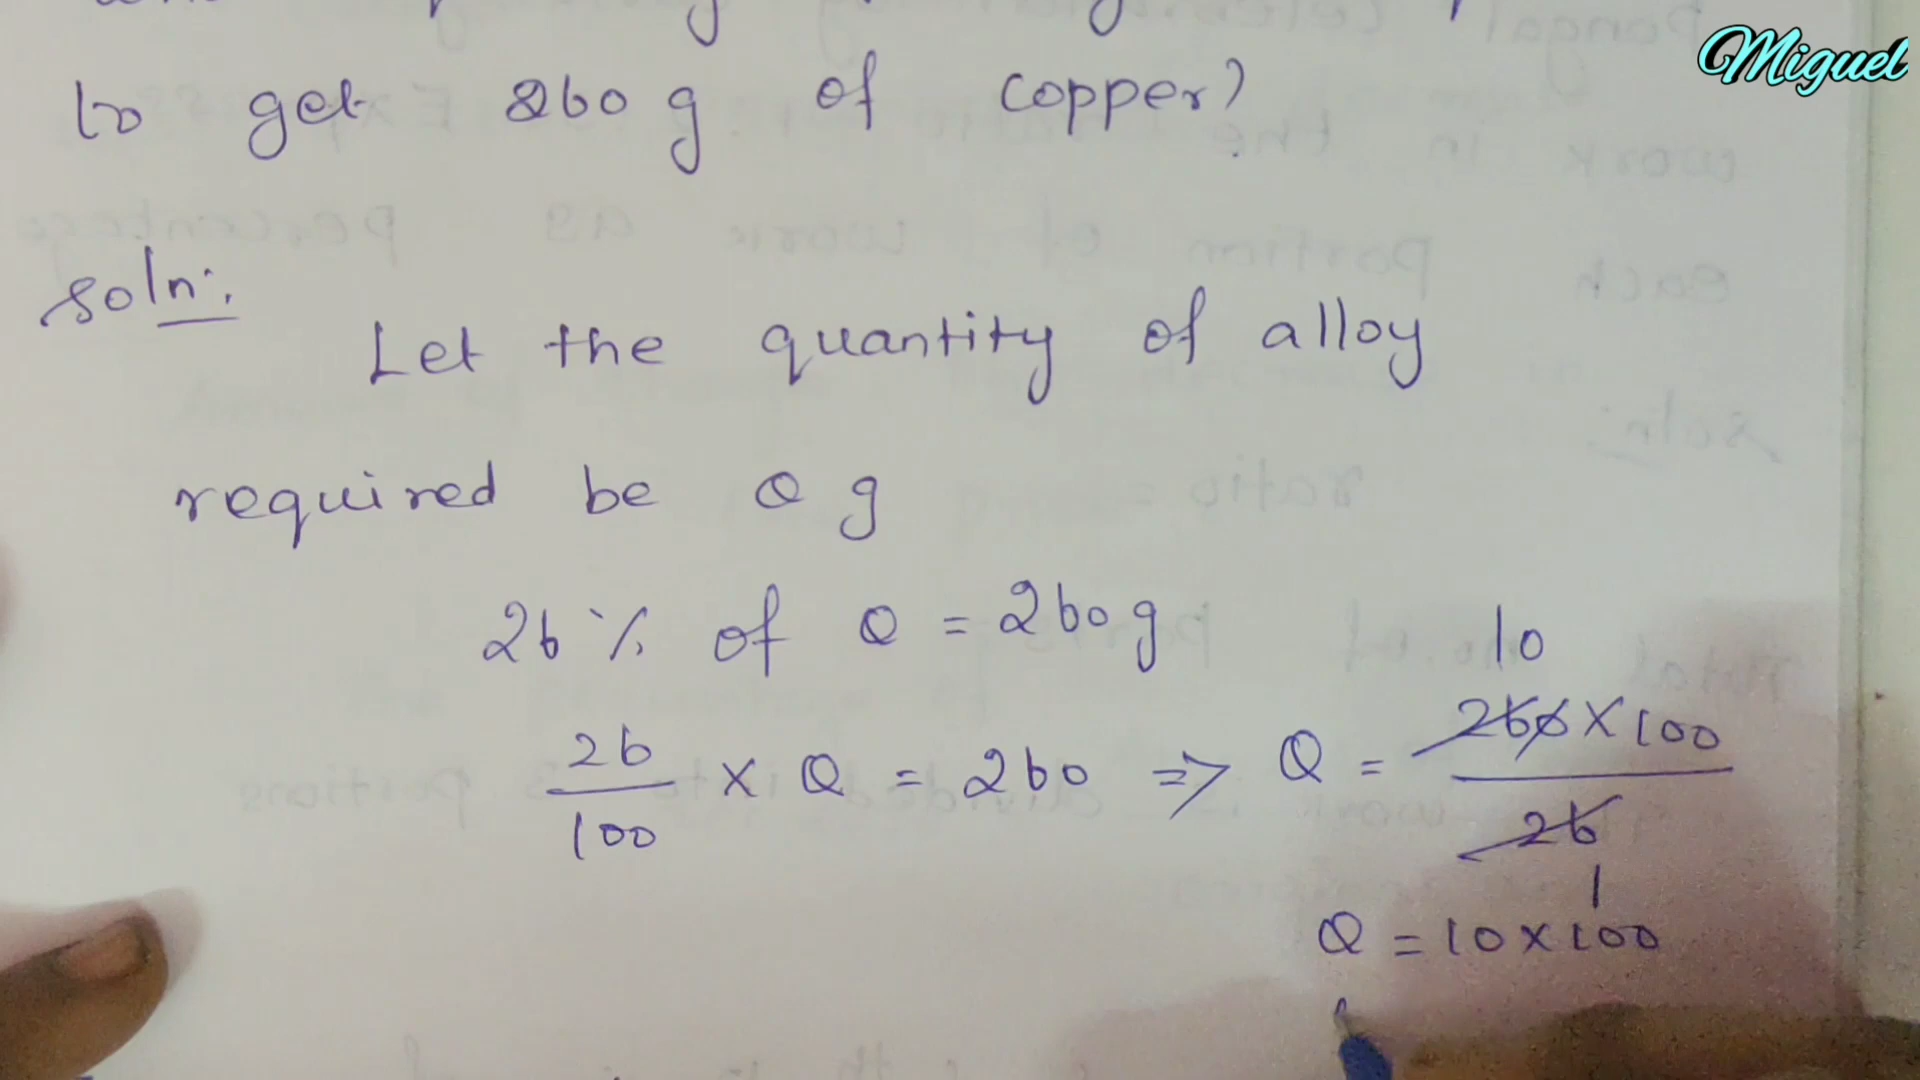 Miguel
to get 260 g of copper?
soln:
Let the quantity of alloy
required be Q g
26 % of Q = 260 g
26/100 × Q = 260 => Q = 260 × 100 / 26
10
1
Q = 10 × 100